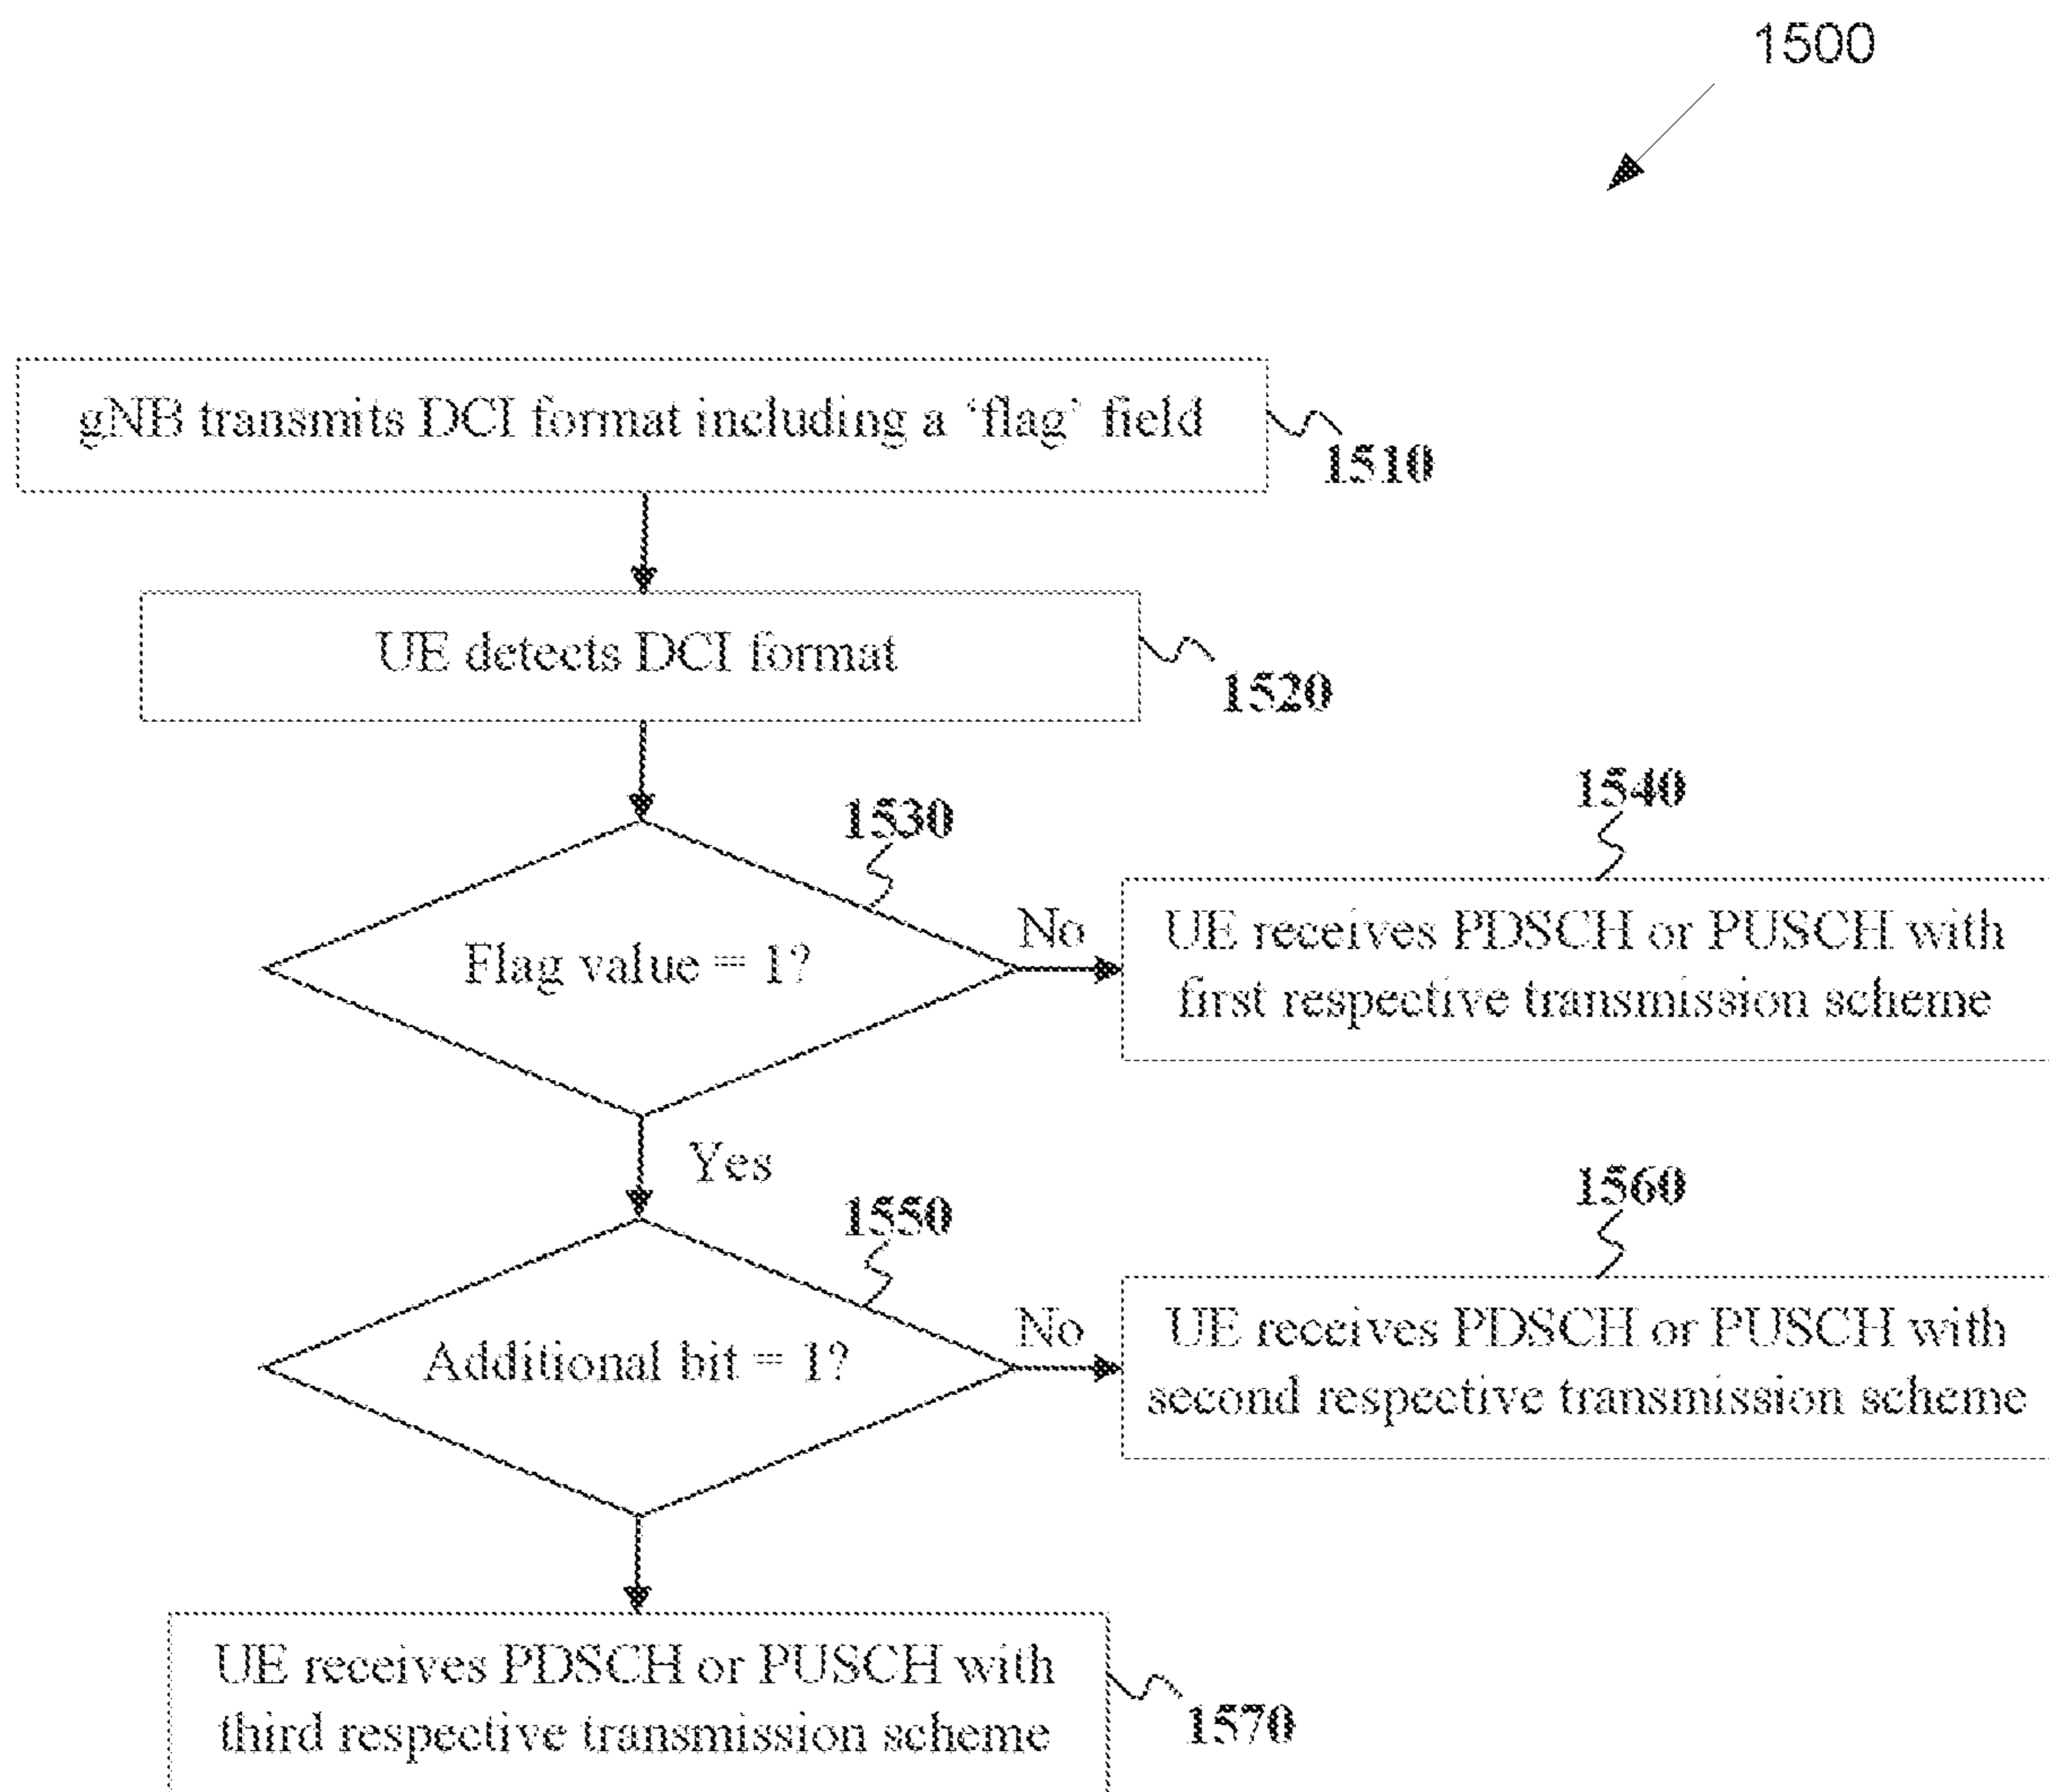 1500
gNB transmits DCI format including a ‘flag’ field
1510
UE detects DCI format
1520
1530
Flag value = 1?
No
1540
UE receives PDSCH or PUSCH with
first respective transmission scheme
Yes
1550
Additional bit = 1?
No
1560
UE receives PDSCH or PUSCH with
second respective transmission scheme
UE receives PDSCH or PUSCH with
third respective transmission scheme
1570